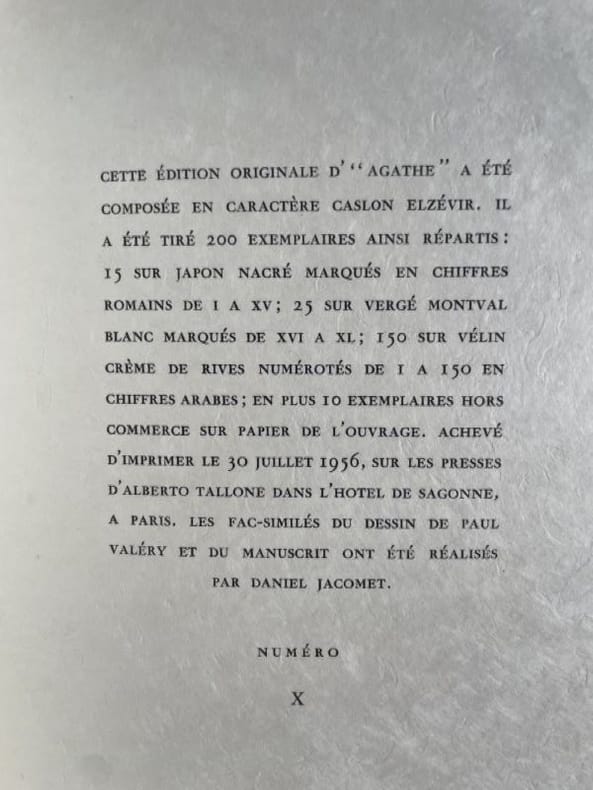 CETTE ÉDITION ORIGINALE D' “AGATHE” A ÉTÉ
COMPOSÉE EN CARACTÈRE CASLON ELZÉVIR. IL
A ÉTÉ TIRÉ 200 EXEMPLAIRES AINSI RÉPARTIS :
15 SUR JAPON NACRÉ MARQUÉS EN CHIFFRES
ROMAINS DE I A XV ; 25 SUR VERGÉ MONTVAL
BLANC MARQUÉS DE XVI A XL ; 150 SUR VÉLIN
CRÈME DE RIVES NUMÉROTÉS DE 1 A 150 EN
CHIFFRES ARABES ; EN PLUS 10 EXEMPLAIRES HORS
COMMERCE SUR PAPIER DE L'OUVRAGE. ACHEVÉ
D'IMPRIMER LE 30 JUILLET 1956, SUR LES PRESSES
D'ALBERTO TALLONE DANS L'HOTEL DE SAGONNE,
A PARIS. LES FAC-SIMILÉS DU DESSIN DE PAUL
VALÉRY ET DU MANUSCRIT ONT ÉTÉ RÉALISÉS
PAR DANIEL JACOMET.
NUMÉRO
X